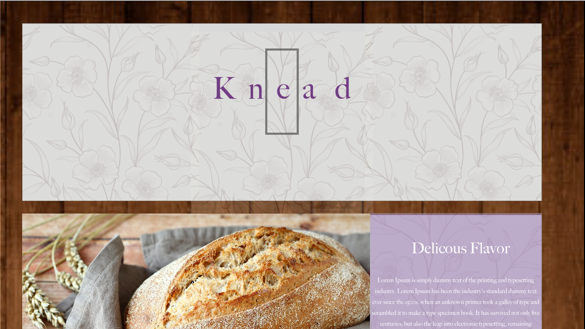 Knead
Delicous Flavor
Lorem Ipsum is simply dummy text of the printing and typesetting
industry. Lorem Ipsum has been the industry's standard dummy text
ever since the 1500s, when an unknown printer took a galley of type and
scrambled it to make a type specimen book. It has survived not only five
centuries, but also the leap into electronic typesetting, remaining